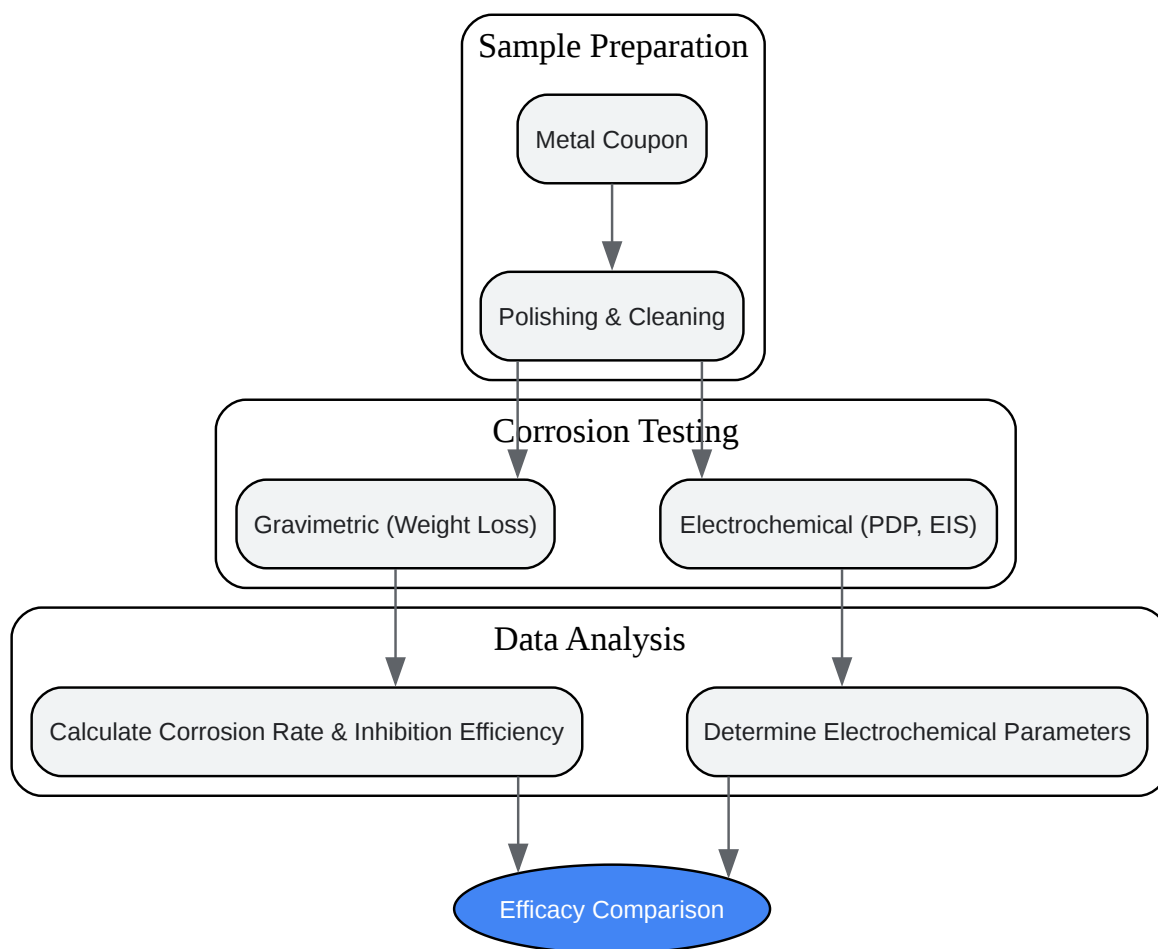 Sample Preparation
Metal Coupon
Polishing & Cleaning
Corrosion Testing
Gravimetric (Weight Loss)
Electrochemical (PDP, EIS)
Data Analysis
Calculate Corrosion Rate & Inhibition Efficiency
Determine Electrochemical Parameters
Efficacy Comparison